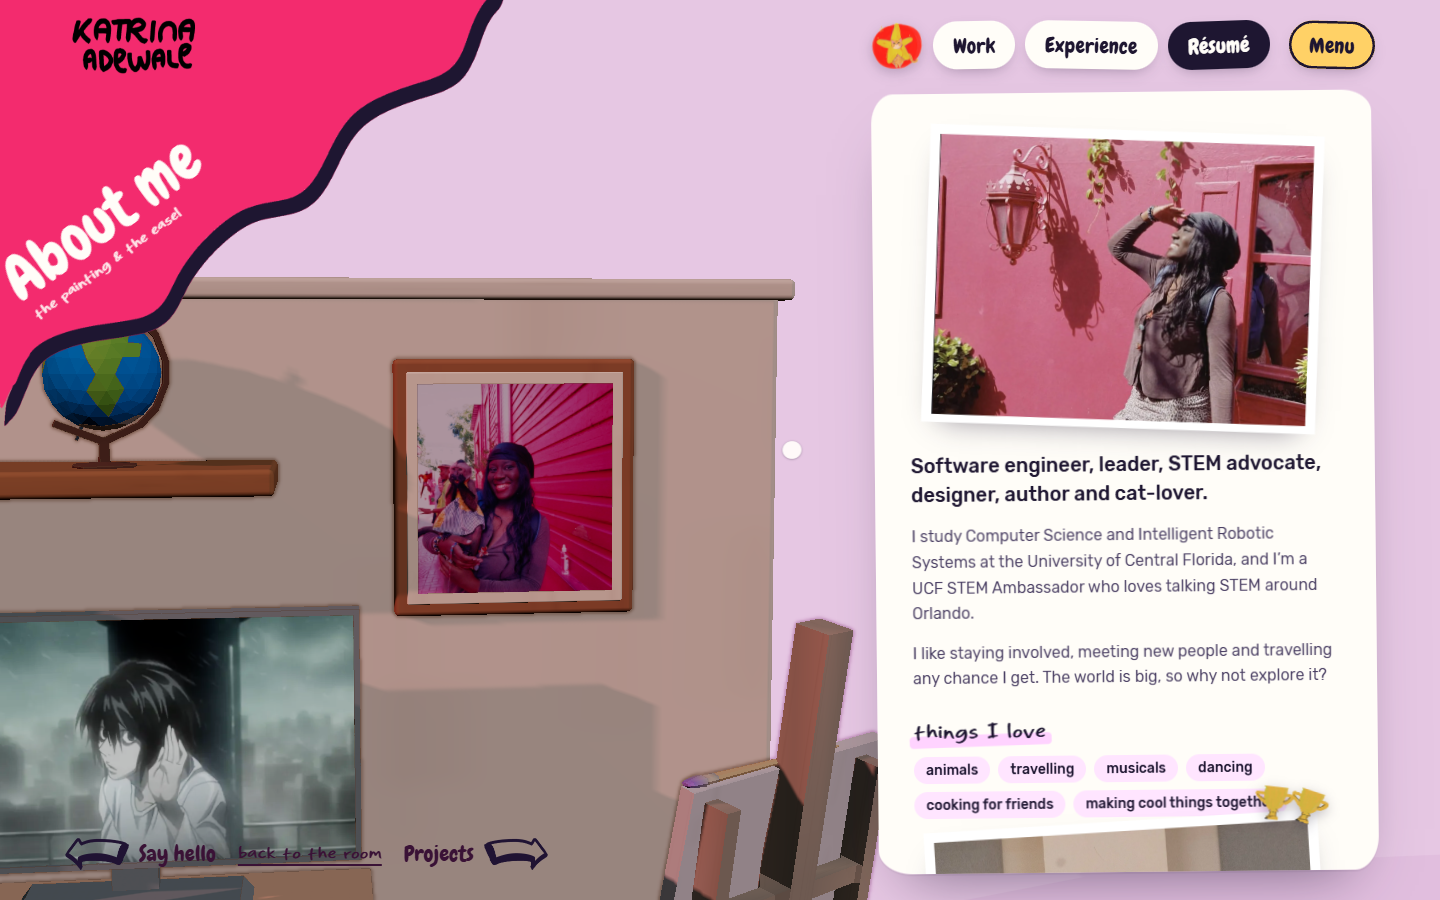 KATRINA
ADEWALE
Work
Experience
Résumé
Menu
About me
the painting & the easel
Software engineer, leader, STEM advocate,
designer, author and cat-lover.
I study Computer Science and Intelligent Robotic
Systems at the University of Central Florida, and I'm a
UCF STEM Ambassador who loves talking STEM around
Orlando.
I like staying involved, meeting new people and travelling
any chance I get. The world is big, so why not explore it?
things I love
animals
travelling
musicals
dancing
cooking for friends
making cool things togeth
Say hello
back to the room
Projects